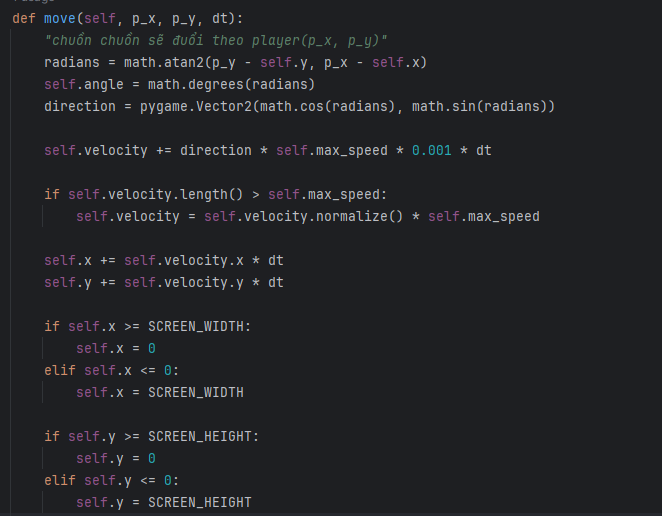 def move(self, p_x, p_y, dt):
    "chuồn chuồn sẽ đuổi theo player(p_x, p_y)"
    radians = math.atan2(p_y - self.y, p_x - self.x)
    self.angle = math.degrees(radians)
    direction = pygame.Vector2(math.cos(radians), math.sin(radians))

    self.velocity += direction * self.max_speed * 0.001 * dt

    if self.velocity.length() > self.max_speed:
        self.velocity = self.velocity.normalize() * self.max_speed

    self.x += self.velocity.x * dt
    self.y += self.velocity.y * dt

    if self.x >= SCREEN_WIDTH:
        self.x = 0
    elif self.x <= 0:
        self.x = SCREEN_WIDTH

    if self.y >= SCREEN_HEIGHT:
        self.y = 0
    elif self.y <= 0:
        self.y = SCREEN_HEIGHT